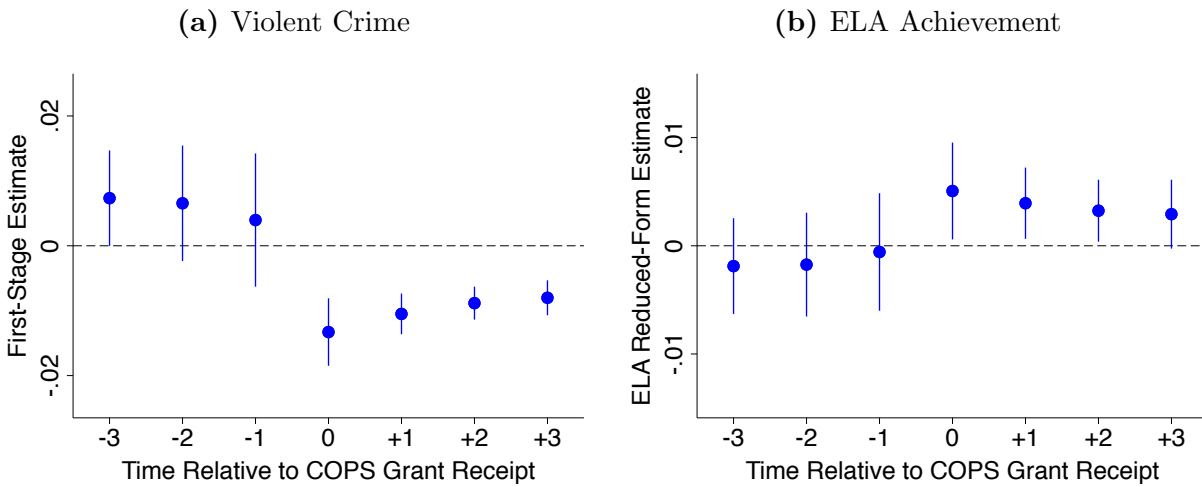 (a) Violent Crime
First-Stage Estimate
.02
0
-.02
-3 -2 -1 0 +1 +2 +3
Time Relative to COPS Grant Receipt
(b) ELA Achievement
ELA Reduced-Form Estimate
.01
0
-.01
-3 -2 -1 0 +1 +2 +3
Time Relative to COPS Grant Receipt